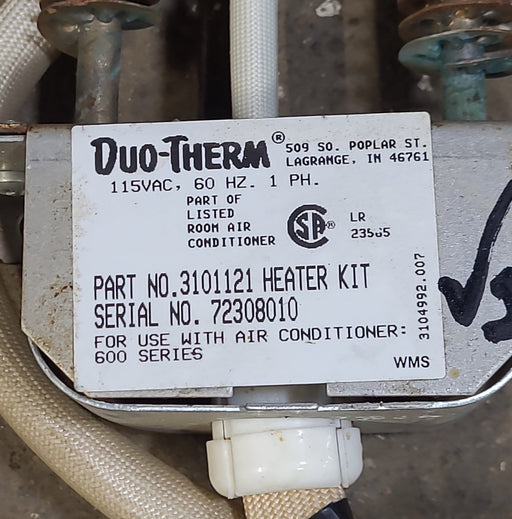 DUO-THERM®
509 SO. POPLAR ST.
LAGRANGE, IN 46761
115VAC, 60 HZ. 1 PH.
PART OF
LISTED
ROOM AIR
CONDITIONER
SA®
LR
PART NO.3101121 HEATER KIT
SERIAL NO. 72308010
FOR USE WITH AIR CONDITIONER:
600 SERIES
3104992.007
WMS